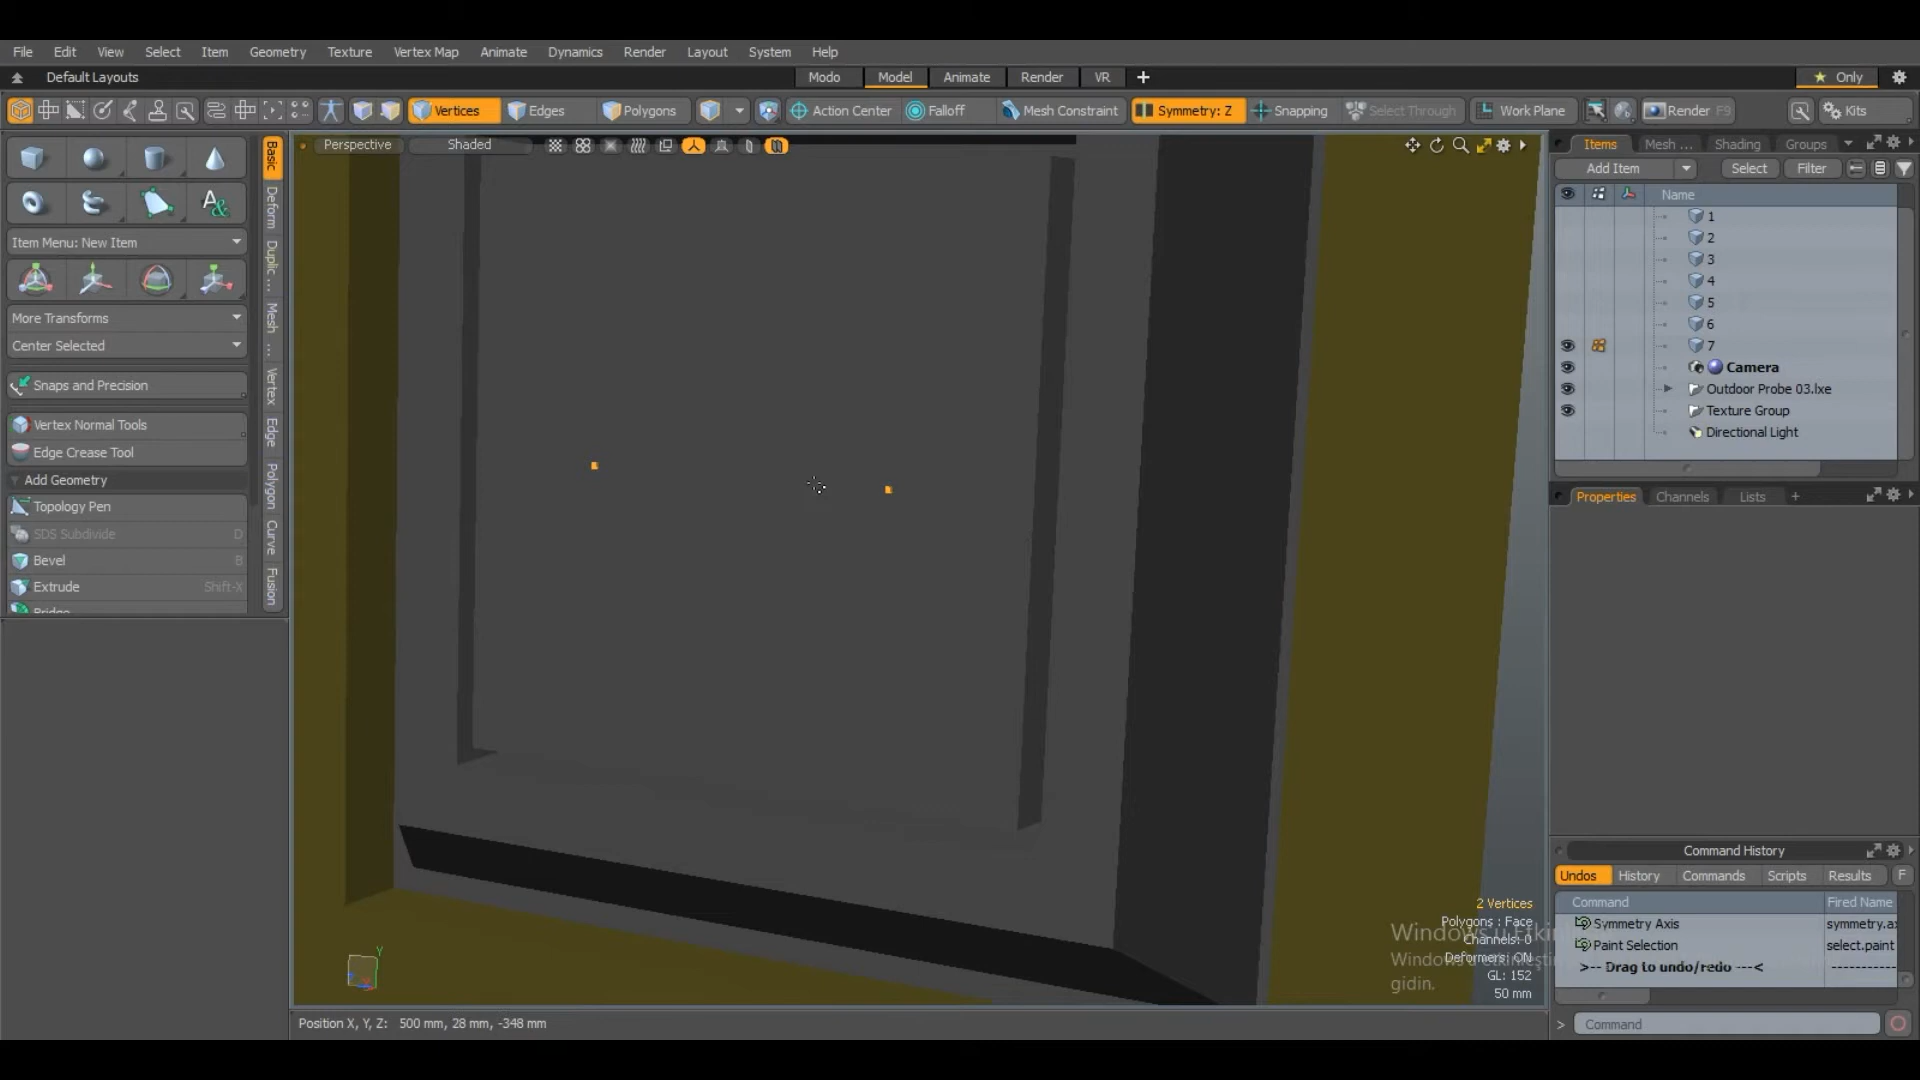 File Edit View Select Item Geometry Texture Vertex Map Animate Dynamics Render Layout System Help
Default Layouts Modo Model Animate Render VR + Only
Vertices Edges Polygons Action Center Falloff Mesh Constraint Symmetry: Z Snapping Select Through Work Plane Render F9 Kits
Perspective Shaded
Basic
Deform
Duplic ...
Mesh ...
Vertex
Edge
Polygon
Curve
Fusion
Item Menu: New Item
More Transforms
Center Selected
Snaps and Precision
Vertex Normal Tools
Edge Crease Tool
Add Geometry
Topology Pen
SDS Subdivide D
Bevel B
Extrude Shift-X
Bridge
Items Mesh ... Shading Groups
Add Item Select Filter
Name
1
2
3
4
5
6
7
Camera
Outdoor Probe 03.lxe
Texture Group
Directional Light
Properties Channels Lists +
Command History
Undos History Commands Scripts Results F
Command Fired Name
Symmetry Axis symmetry.ax
Paint Selection select.paint
>-- Drag to undo/redo ---< -----------
> Command
2 Vertices
Polygons : Face
Channels: 0
Deformers: ON
GL: 152
50 mm
gidin.
Y
Position X, Y, Z: 500 mm, 28 mm, -348 mm